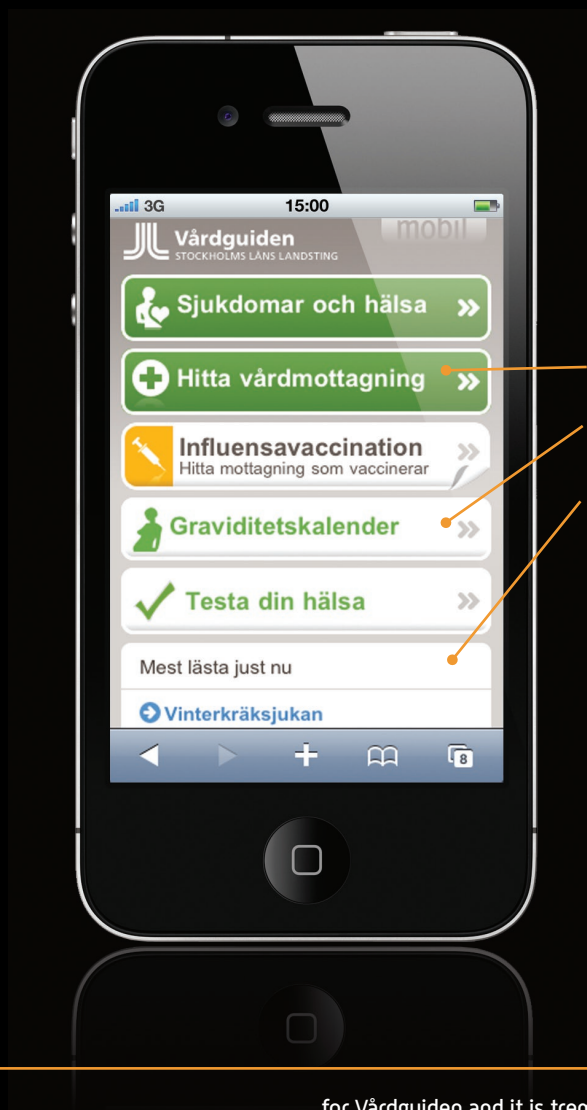 3G 15:00
Vårdguiden
STOCKHOLMS LÄNS LANDSTING
mobil
Sjukdomar och hälsa
Hitta vårdmottagning
Influensavaccination
Hitta mottagning som vaccinerar
Graviditetskalender
Testa din hälsa
Mest lästa just nu
Vinterkräksjukan
8
for Vårdguiden and it is